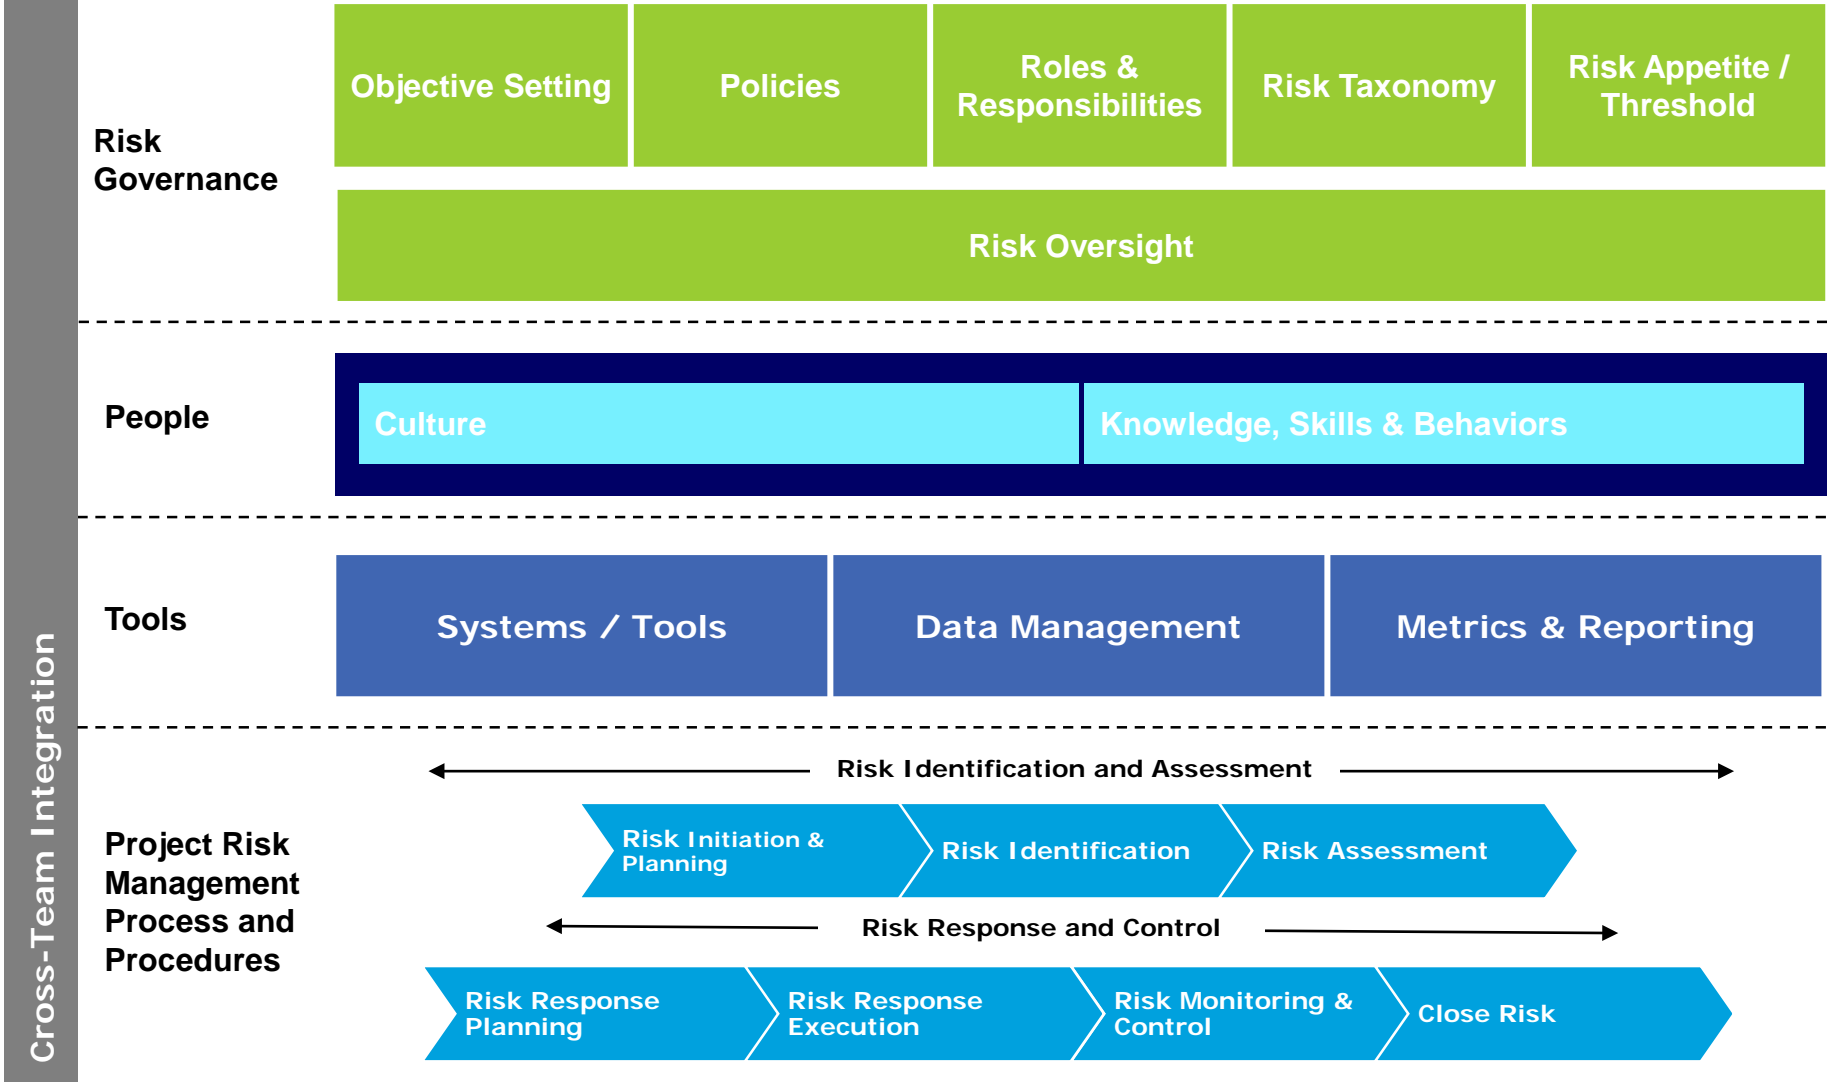 Cross-Team Integration
Risk
Governance
Objective Setting
Policies
Roles &
Responsibilities
Risk Taxonomy
Risk Appetite /
Threshold
Risk Oversight
People
Culture
Knowledge, Skills & Behaviors
Tools
Systems / Tools
Data Management
Metrics & Reporting
Project Risk
Management
Process and
Procedures
Risk Identification and Assessment
Risk Initiation &
Planning
Risk Identification
Risk Assessment
Risk Response and Control
Risk Response
Planning
Risk Response
Execution
Risk Monitoring &
Control
Close Risk